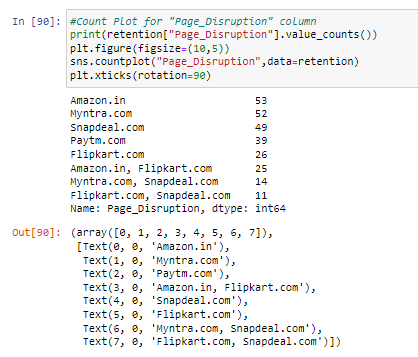 In [90]: #Count Plot for "Page_Disruption" column
print(retention["Page_Disruption"].value_counts())
plt.figure(figsize=(10,5))
sns.countplot("Page_Disruption",data=retention)
plt.xticks(rotation=90)
Amazon.in 53
Myntra.com 52
Snapdeal.com 49
Paytm.com 39
Flipkart.com 26
Amazon.in, Flipkart.com 25
Myntra.com, Snapdeal.com 14
Flipkart.com, Snapdeal.com 11
Name: Page_Disruption, dtype: int64
Out[90]: (array([0, 1, 2, 3, 4, 5, 6, 7]),
[Text(0, 0, 'Amazon.in'),
Text(1, 0, 'Myntra.com'),
Text(2, 0, 'Paytm.com'),
Text(3, 0, 'Amazon.in, Flipkart.com'),
Text(4, 0, 'Snapdeal.com'),
Text(5, 0, 'Flipkart.com'),
Text(6, 0, 'Myntra.com, Snapdeal.com'),
Text(7, 0, 'Flipkart.com, Snapdeal.com')])